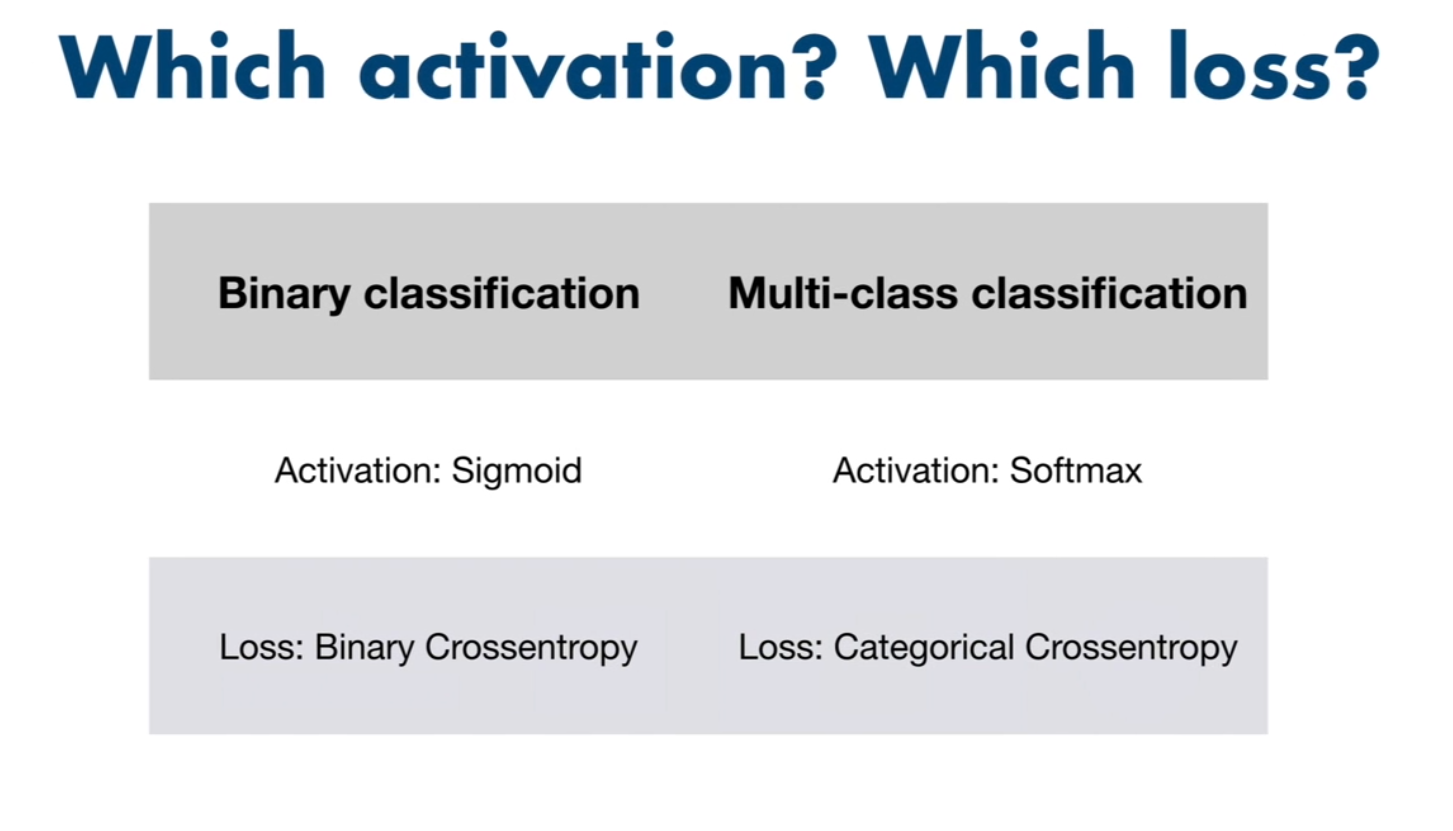 Which activation? Which loss?
Binary classification Multi-class classification
Activation: Sigmoid Activation: Softmax
Loss: Binary Crossentropy Loss: Categorical Crossentropy